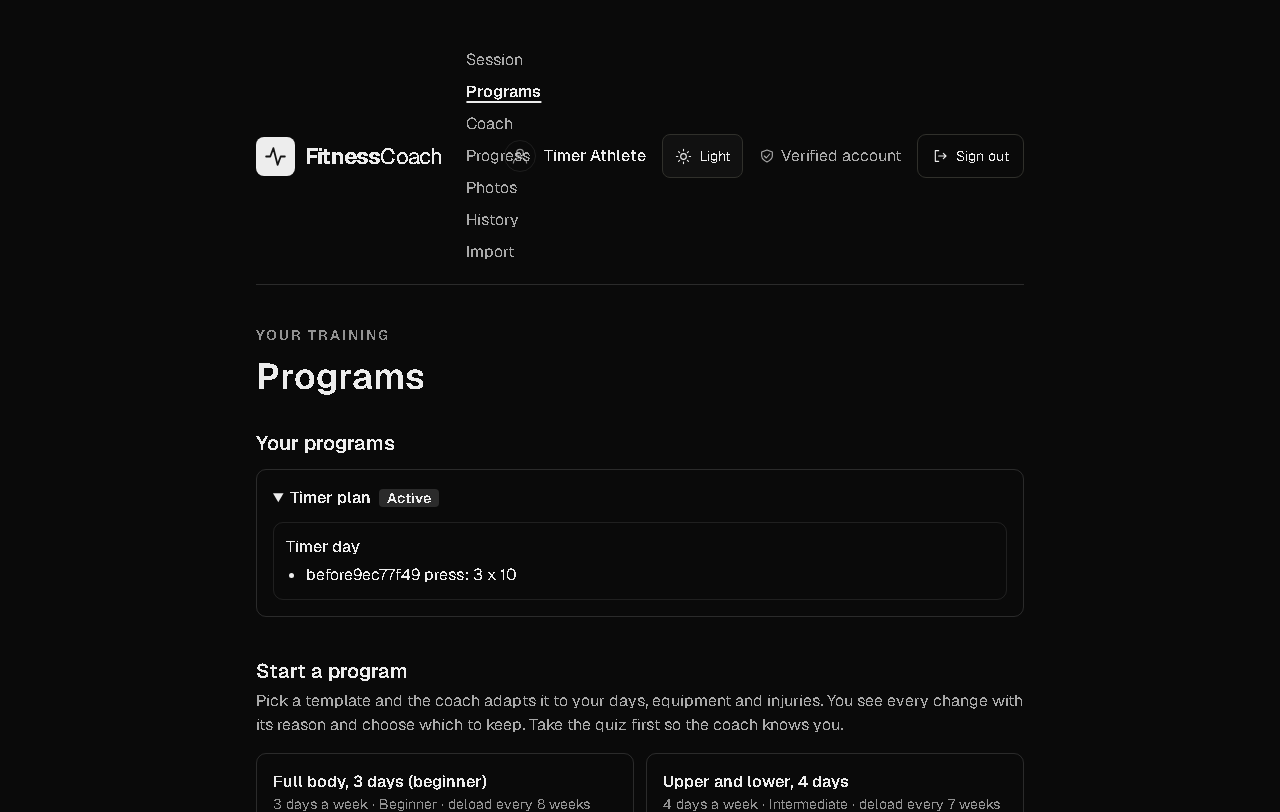 Session
Programs
Coach
FitnessCoach
Progress
Timer Athlete
Light
Verified account
Sign out
Photos
History
Import
YOUR TRAINING
Programs
Your programs
▼ Timer plan Active
Timer day
• before9ec77f49 press: 3 x 10
Start a program
Pick a template and the coach adapts it to your days, equipment and injuries. You see every change with
its reason and choose which to keep. Take the quiz first so the coach knows you.
Full body, 3 days (beginner)
3 days a week · Beginner · deload every 8 weeks
Upper and lower, 4 days
4 days a week · Intermediate · deload every 7 weeks